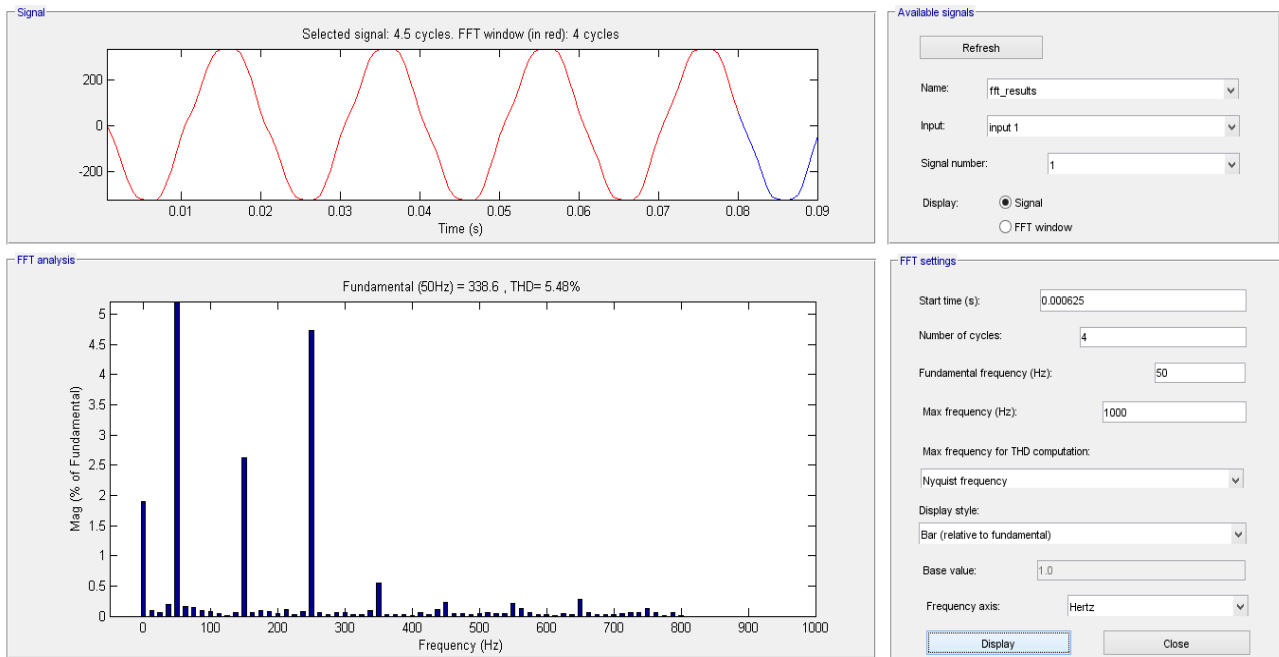 Signal
Selected signal: 4.5 cycles. FFT window (in red): 4 cycles
200
0
-200
0.01 0.02 0.03 0.04 0.05 0.06 0.07 0.08 0.09
Time (s)
Available signals
Refresh
Name: fft_results
Input: input 1
Signal number: 1
Display: Signal
FFT window
FFT analysis
Fundamental (50Hz) = 338.6 , THD= 5.48%
5
4.5
4
3.5
3
2.5
2
1.5
1
0.5
0
Mag (% of Fundamental)
0 100 200 300 400 500 600 700 800 900 1000
Frequency (Hz)
FFT settings
Start time (s): 0.000625
Number of cycles: 4
Fundamental frequency (Hz): 50
Max frequency (Hz): 1000
Max frequency for THD computation:
Nyquist frequency
Display style:
Bar (relative to fundamental)
Base value: 1.0
Frequency axis: Hertz
Display Close